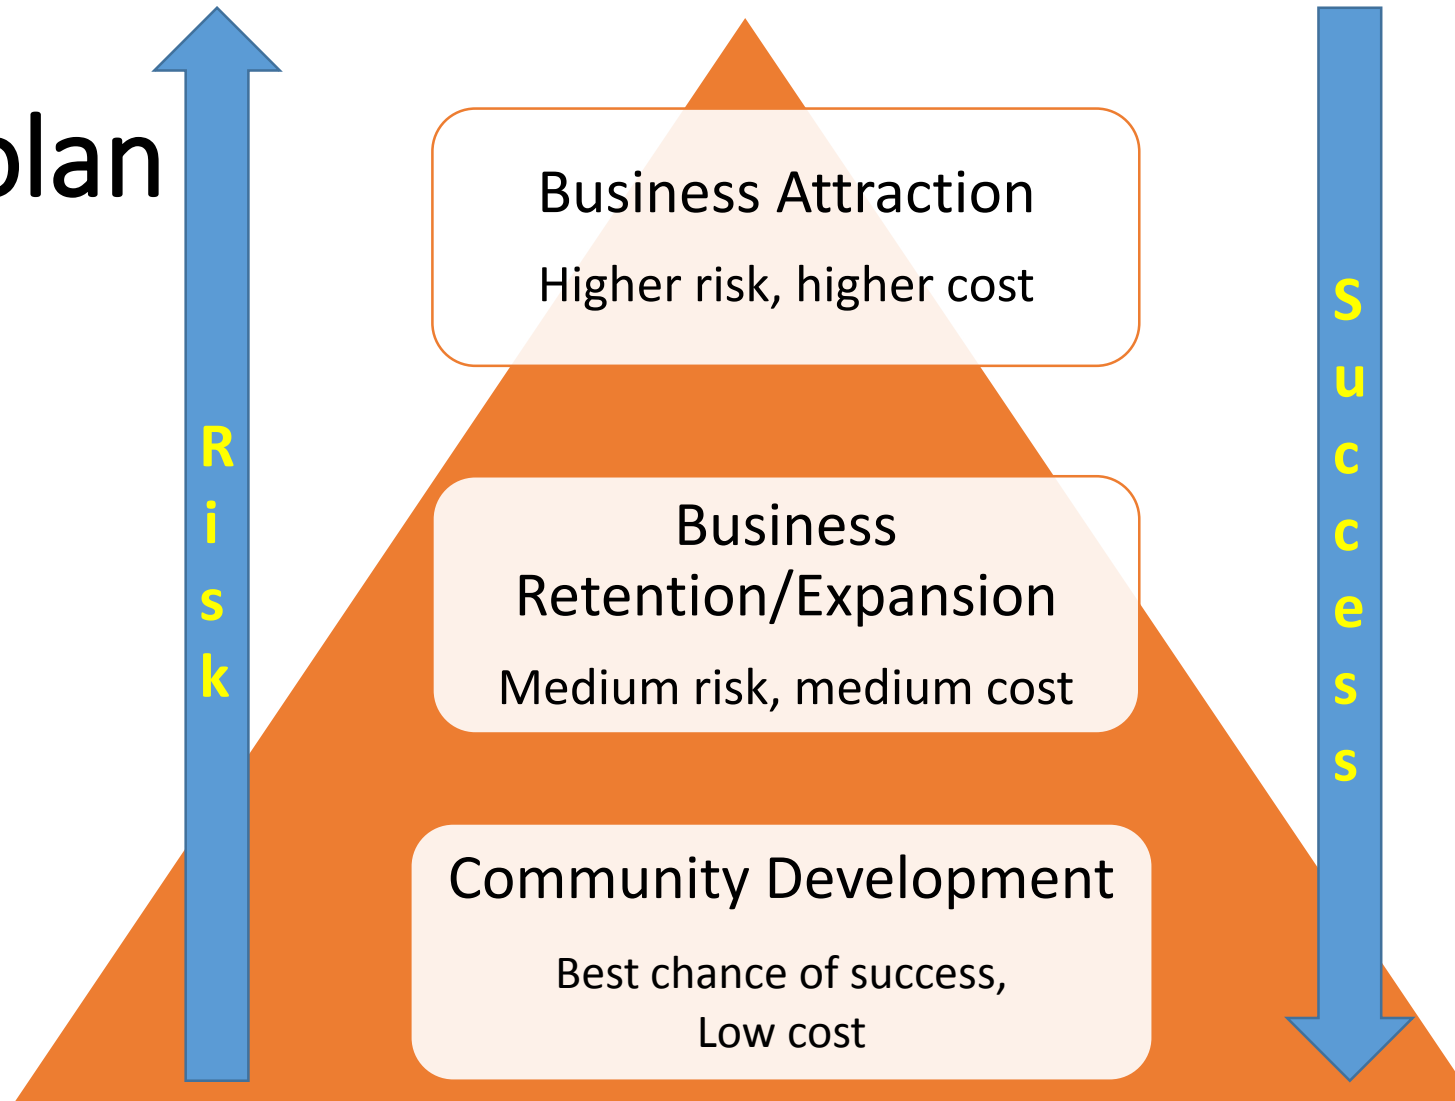 plan
Business Attraction
Higher risk, higher cost
Business
Retention/Expansion
Medium risk, medium cost
Community Development
Best chance of success,
Low cost
Risk
Success